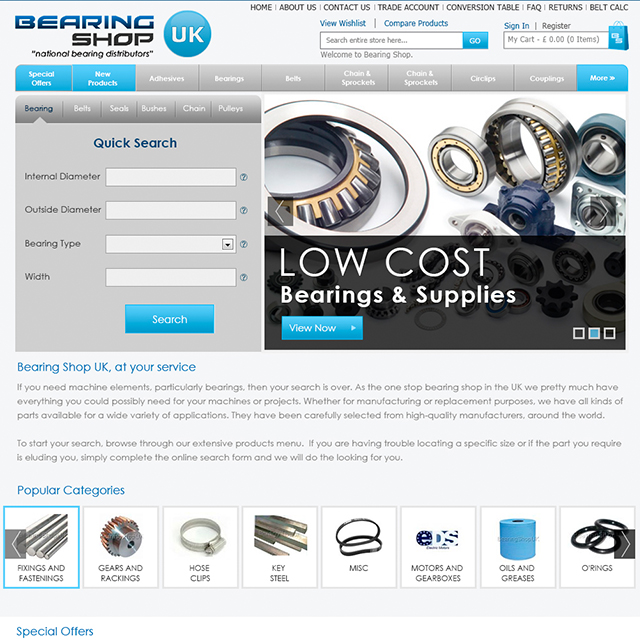 HOME | ABOUT US | CONTACT US | TRADE ACCOUNT | CONVERSION TABLE | FAQ | RETURNS | BELT CALC
BEARING
SHOP
UK
"national bearing distributors"
View Wishlist | Compare Products
Sign In | Register
Search entire store here...
GO
My Cart - £ 0.00 (0 Items)
Welcome to Bearing Shop.
Special Offers
New Products
Adhesives
Bearings
Belts
Chain & Sprockets
Chain & Sprockets
Circlips
Couplings
More »
Bearing
Belts
Seals
Bushes
Chain
Pulleys
Quick Search
Internal Diameter
?
Outside Diameter
?
Bearing Type
?
Width
?
Search
LOW COST
Bearings & Supplies
View Now
Bearing Shop UK, at your service
If you need machine elements, particularly bearings, then your search is over. As the one stop bearing shop in the UK we pretty much have
everything you could possibly need for your machines or projects. Whether for manufacturing or replacement purposes, we have all kinds of
parts available for a wide variety of applications. They have been carefully selected from high-quality manufacturers, around the world.
To start your search, browse through our extensive products menu. If you are having trouble locating a specific size or if the part you require
is eluding you, simply complete the online search form and we will do the looking for you.
Popular Categories
eDS
Electric Motors
FIXINGS AND
FASTENINGS
GEARS AND
RACKINGS
HOSE
CLIPS
KEY
STEEL
MISC
MOTORS AND
GEARBOXES
OILS AND
GREASES
O'RINGS
Special Offers